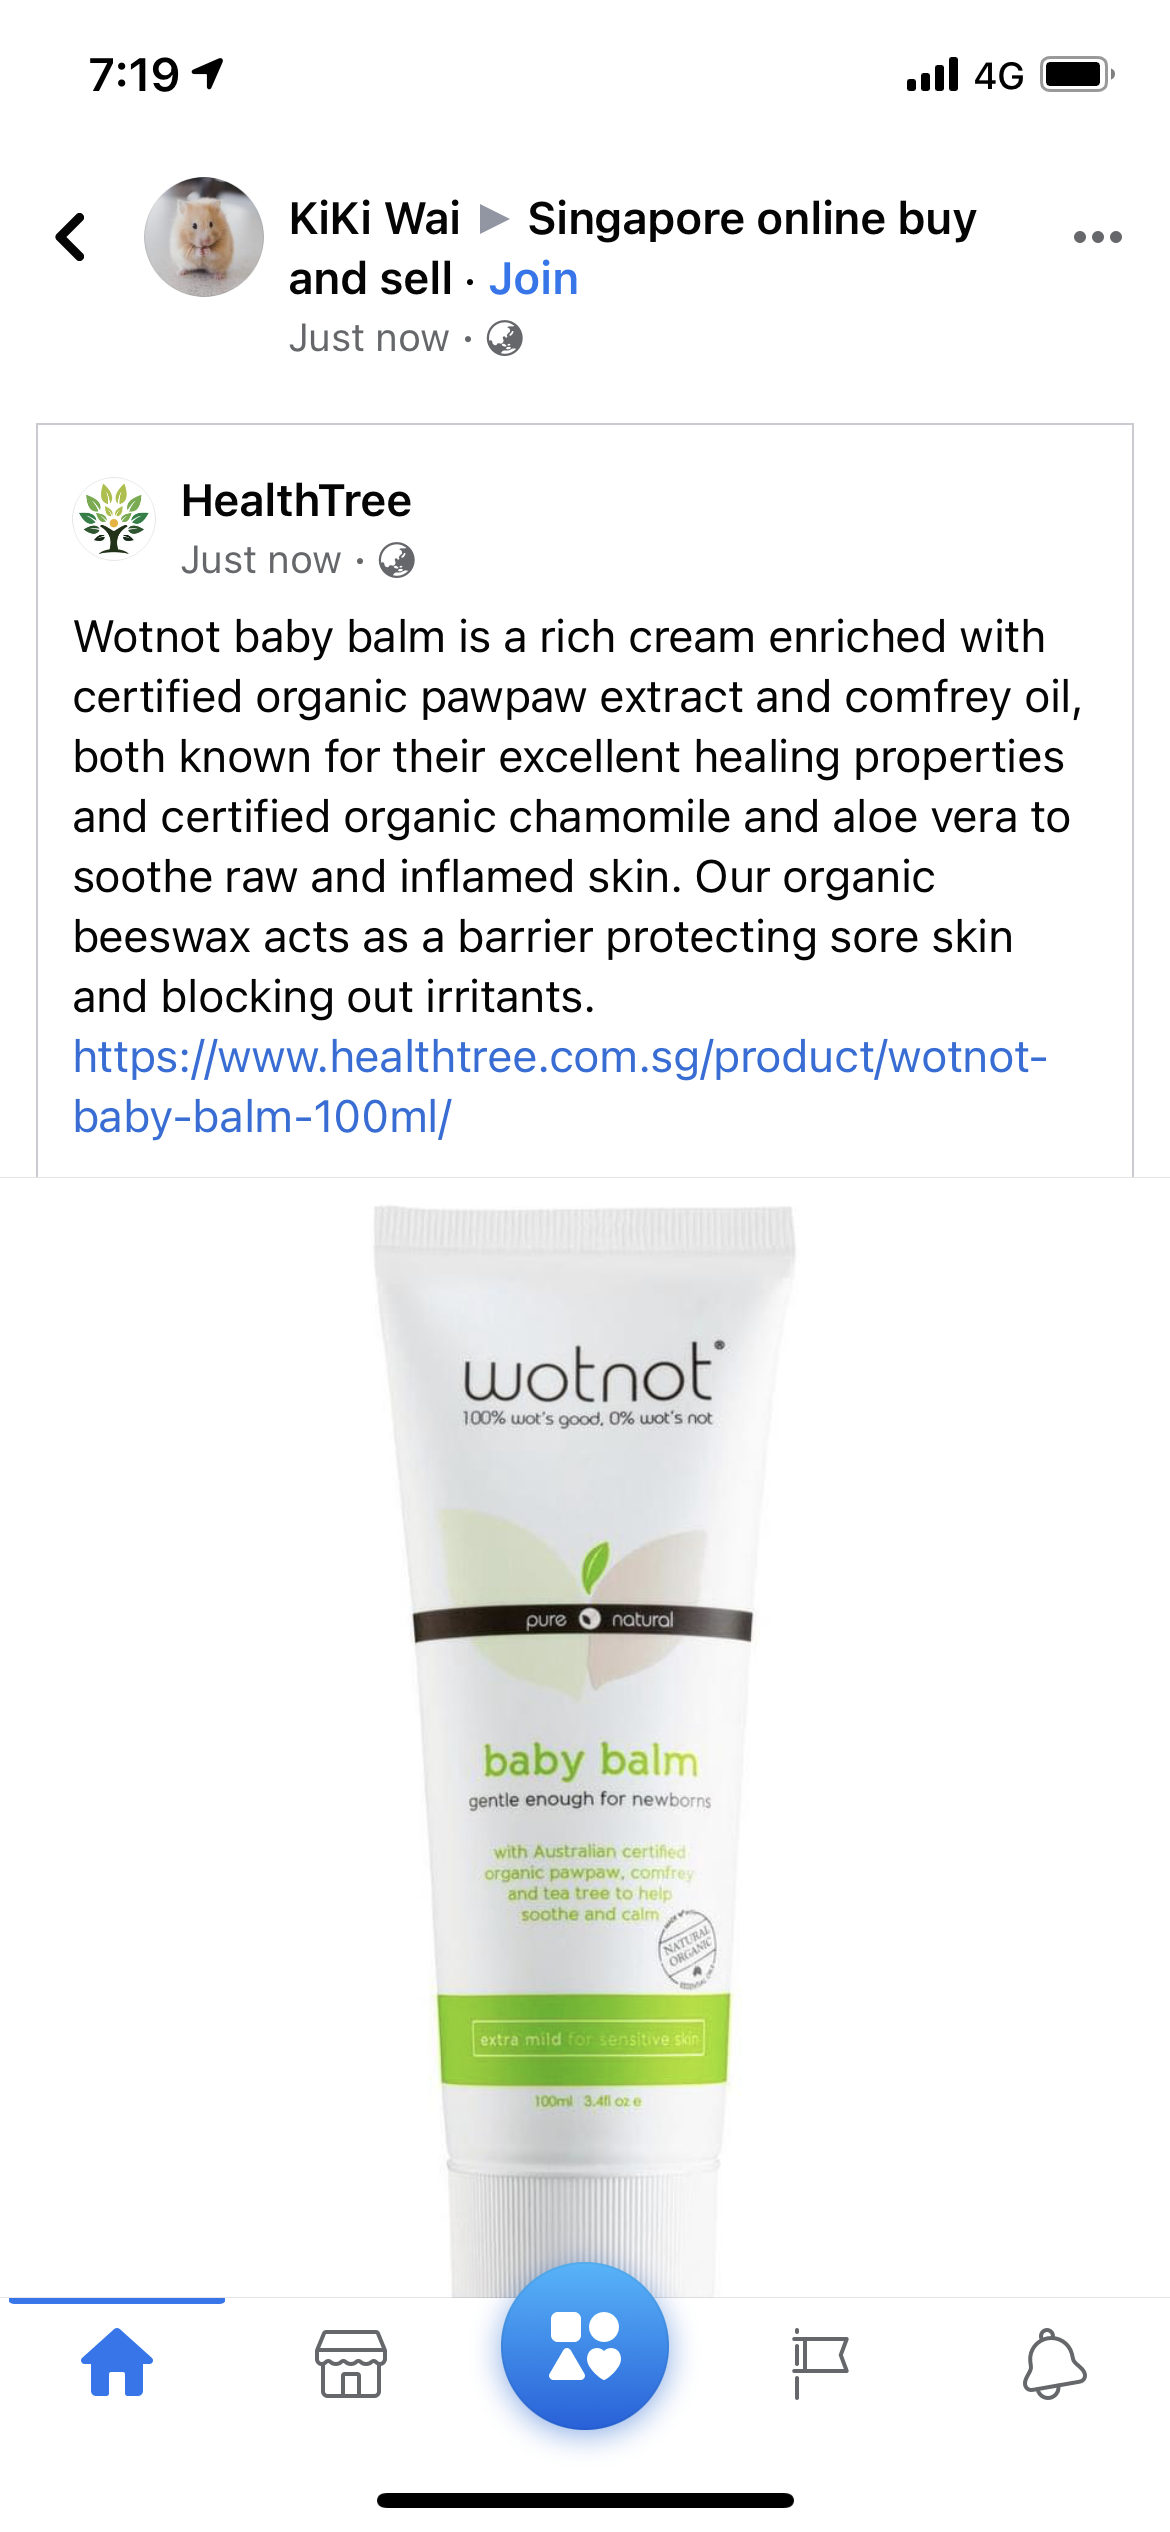 7:19
4G
KiKi Wai ▶ Singapore online buy
and sell · Join
Just now ·
HealthTree
Just now ·
Wotnot baby balm is a rich cream enriched with
certified organic pawpaw extract and comfrey oil,
both known for their excellent healing properties
and certified organic chamomile and aloe vera to
soothe raw and inflamed skin. Our organic
beeswax acts as a barrier protecting sore skin
and blocking out irritants.
https://www.healthtree.com.sg/product/wotnot-
baby-balm-100ml/
wotnot®
100% wot's good, 0% wot's not
pure natural
baby balm
gentle enough for newborns
with Australian certified
organic pawpaw, comfrey
and tea tree to help
soothe and calm
NATURAL
ORGANIC
extra mild for sensitive skin
100ml 3.4fl oz e